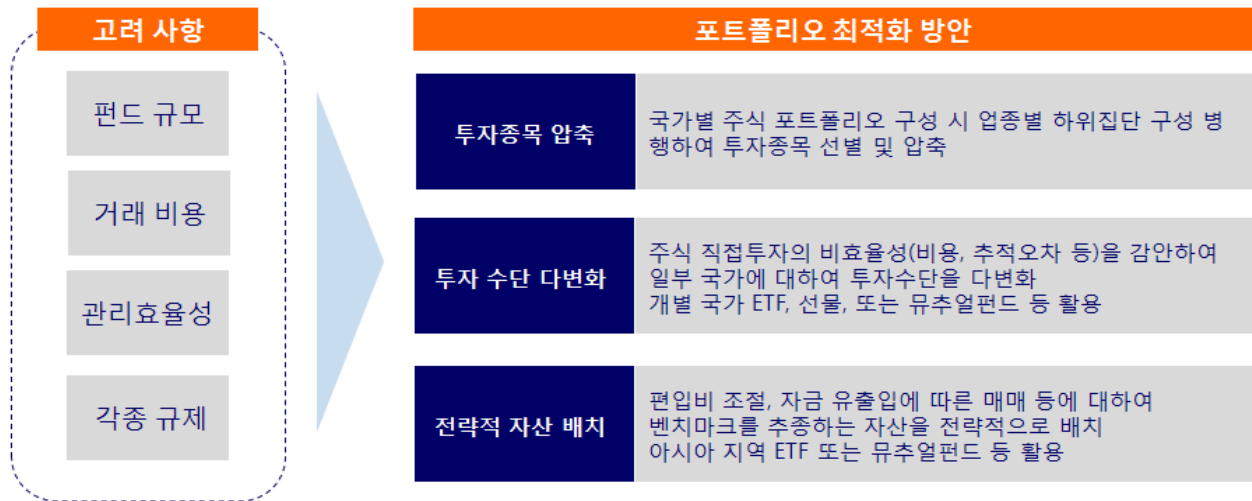 고려 사항
펀드 규모
거래 비용
관리효율성
각종 규제
포트폴리오 최적화 방안
투자종목 압축
국가별 주식 포트폴리오 구성 시 업종별 하위집단 구성 병
행하여 투자종목 선별 및 압축
투자 수단 다변화
주식 직접투자의 비효율성(비용, 추적오차 등)을 감안하여
일부 국가에 대하여 투자수단을 다변화
개별 국가 ETF, 선물, 또는 뮤추얼펀드 등 활용
전략적 자산 배치
편입비 조절, 자금 유출입에 따른 매매 등에 대하여
벤치마크를 추종하는 자산을 전략적으로 배치
아시아 지역 ETF 또는 뮤추얼펀드 등 활용